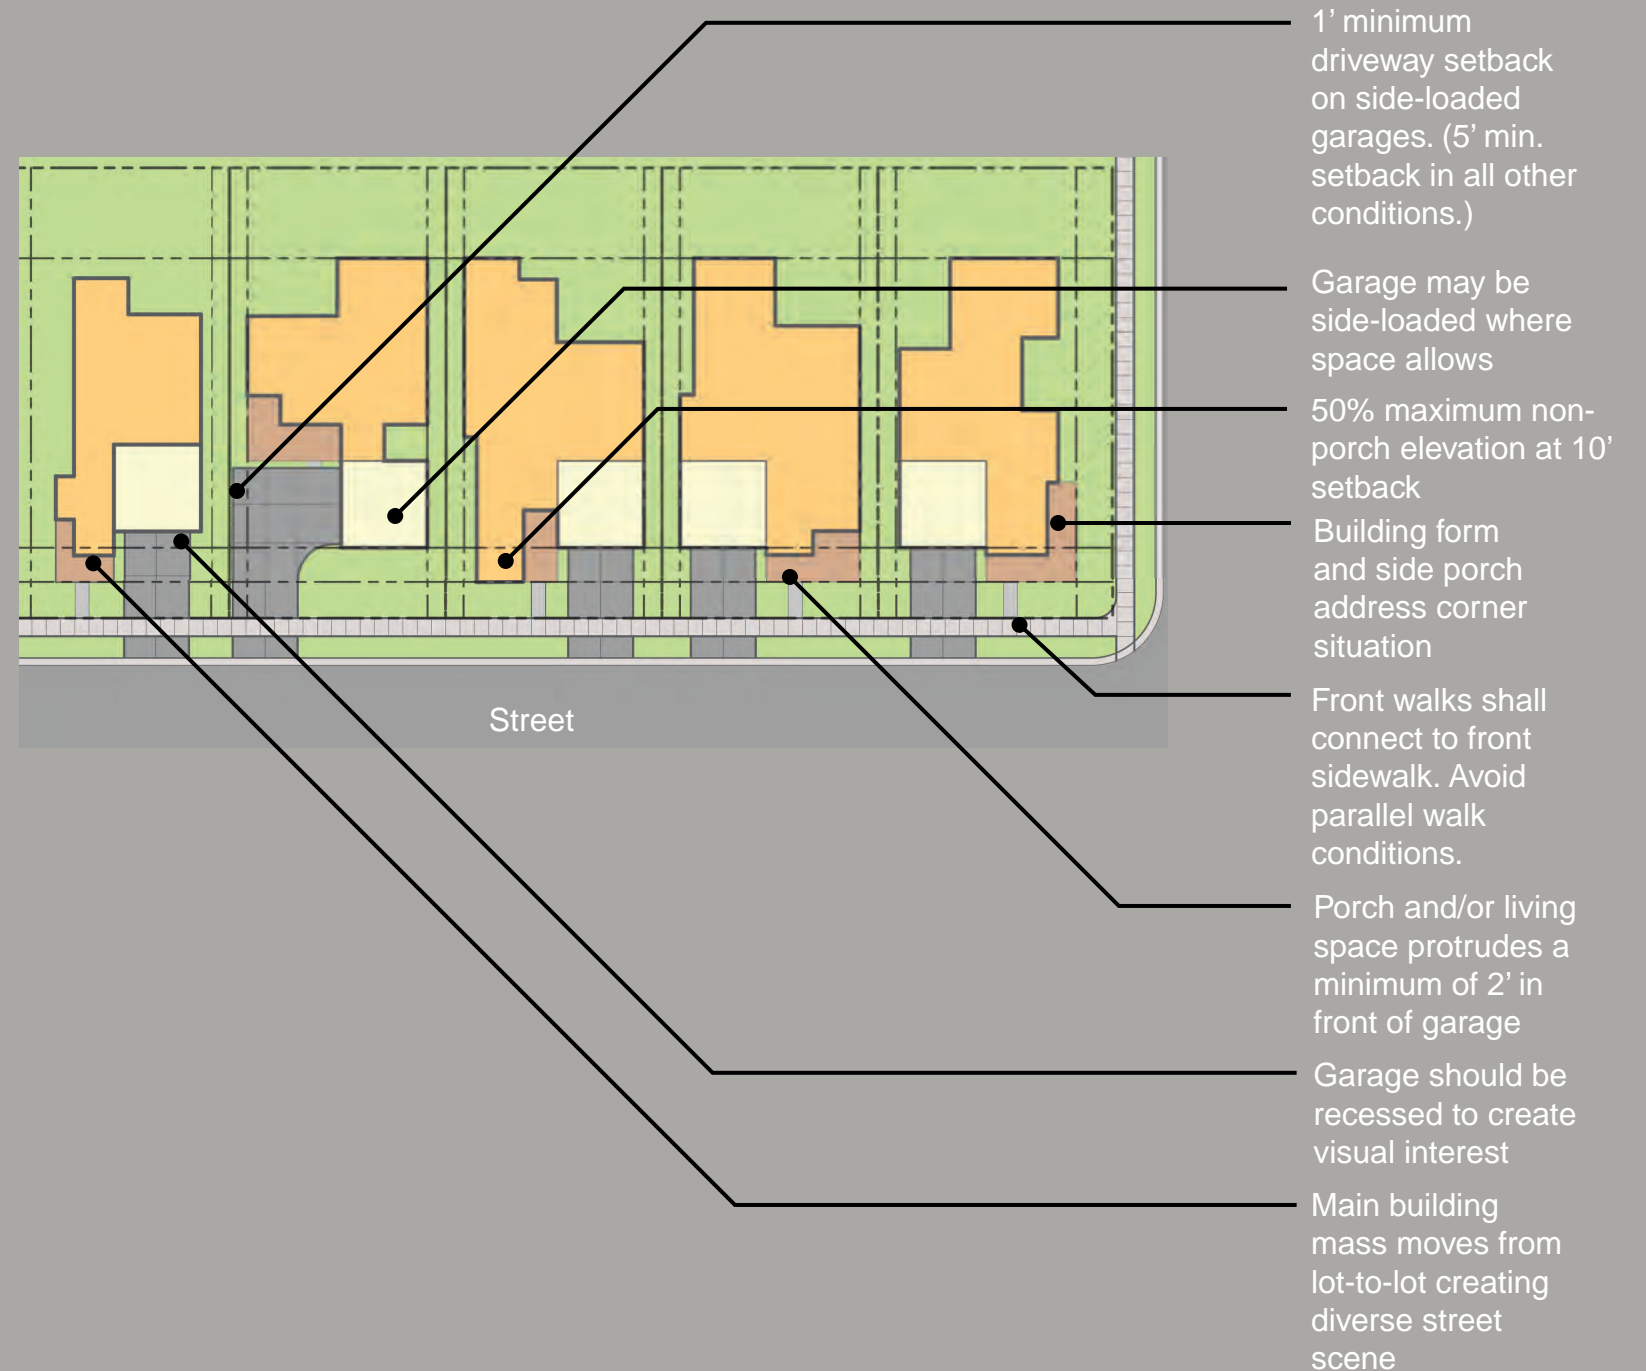 1’ minimum
driveway setback
on side-loaded
garages. (5’ min.
setback in all other
conditions.)
Garage may be
side-loaded where
space allows
50% maximum non-
porch elevation at 10’
setback
Building form
and side porch
address corner
situation
Front walks shall
connect to front
sidewalk. Avoid
parallel walk
conditions.
Street
Porch and/or living
space protrudes a
minimum of 2’ in
front of garage
Garage should be
recessed to create
visual interest
Main building
mass moves from
lot-to-lot creating
diverse street
scene